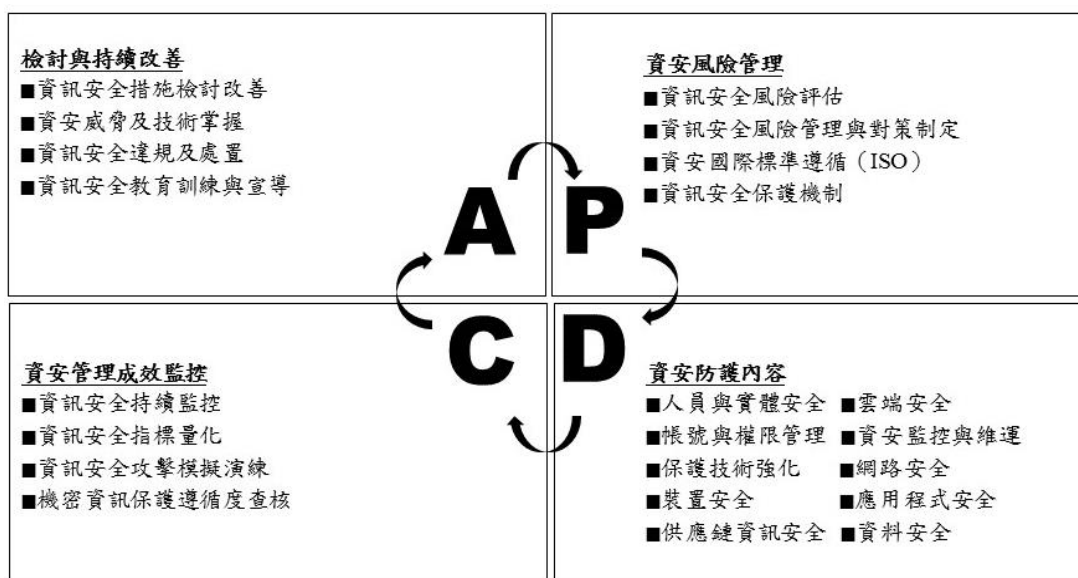 檢討與持續改善
■資訊安全措施檢討改善
■資安威脅及技術掌握
■資訊安全違規及處置
■資訊安全教育訓練與宣導
資安風險管理
■資訊安全風險評估
■資訊安全風險管理與對策制定
■資安國際標準遵循（ISO）
■資訊安全保護機制
A P
C D
資安管理成效監控
■資訊安全持續監控
■資訊安全指標量化
■資訊安全攻擊模擬演練
■機密資訊保護遵循度查核
資安防護內容
■人員與實體安全 ■雲端安全
■帳號與權限管理 ■資安監控與維運
■保護技術強化 ■網路安全
■裝置安全 ■應用程式安全
■供應鏈資訊安全 ■資料安全